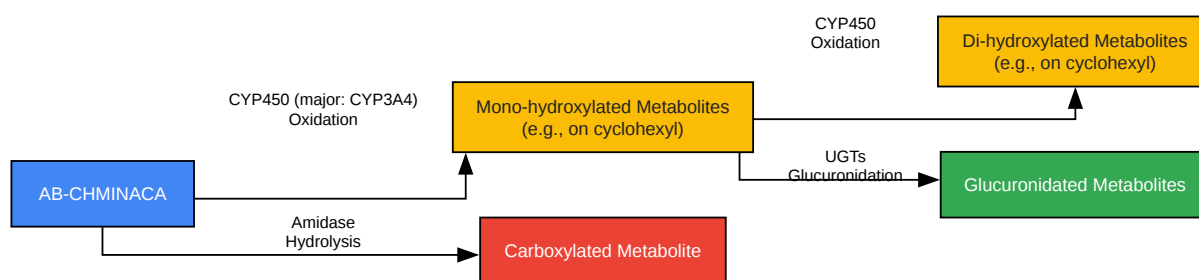 CYP450
Oxidation
Di-hydroxylated Metabolites
(e.g., on cyclohexyl)
CYP450 (major: CYP3A4)
Oxidation
Mono-hydroxylated Metabolites
(e.g., on cyclohexyl)
UGTs
Glucuronidation
Glucuronidated Metabolites
AB-CHMINACA
Amidase
Hydrolysis
Carboxylated Metabolite